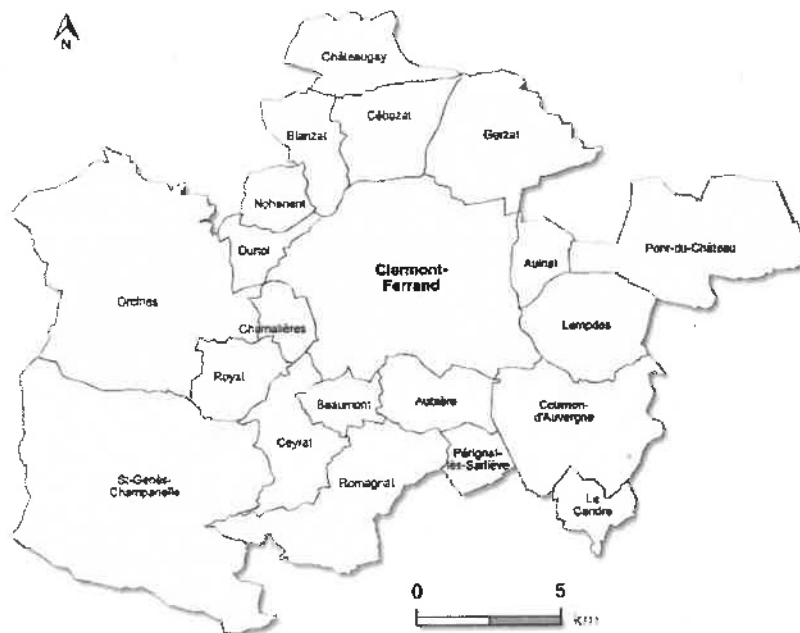 N
Châteaugay
Cébazat
Blanzat
Gerzat
Nohanent
Durtol
Pont-du-Château
Clermont-
Ferrand
Aulnat
Orcines
Chamalières
Lempdes
Royat
Beaumont
Aubière
Cournon-
d'Auvergne
Ceyrat
Pérignat-
lès-Sarliève
St-Genès-
Champanelle
Romagnat
Le
Cendre
0
5
km